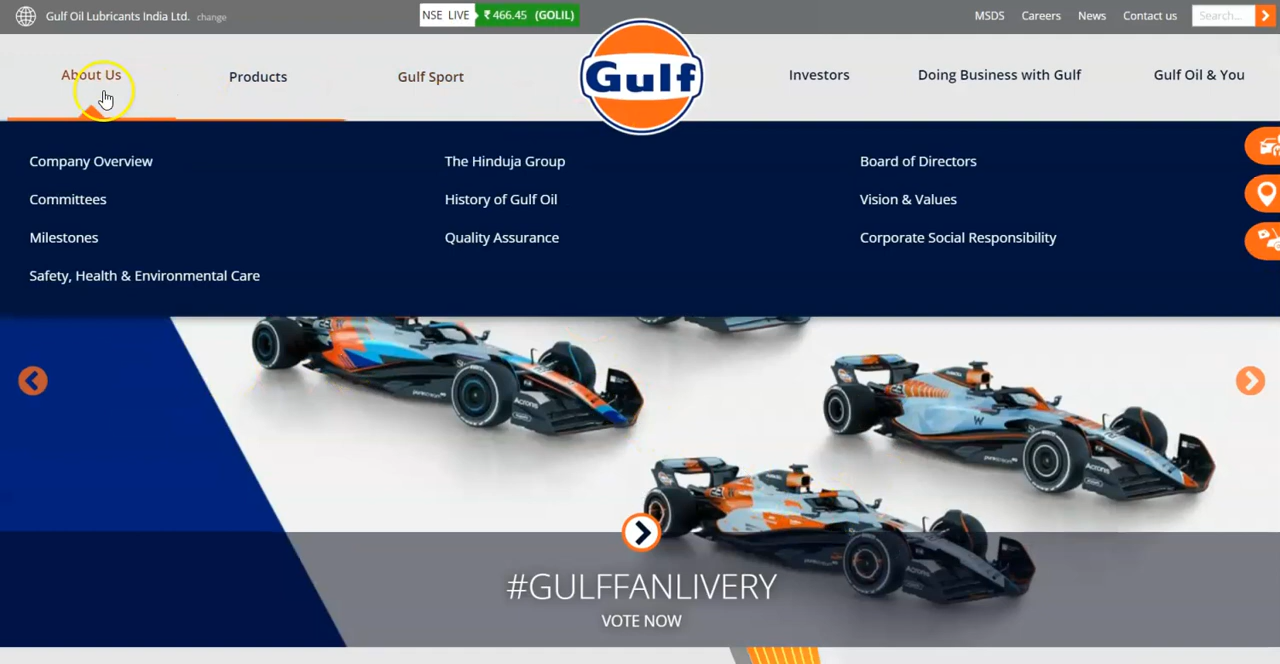 Gulf Oil Lubricants India Ltd. change
NSE LIVE ₹ 466.45 (GOLIL)
MSDS
Careers
News
Contact us
Search...
About Us
Products
Gulf Sport
Gulf
Investors
Doing Business with Gulf
Gulf Oil & You
Company Overview
The Hinduja Group
Board of Directors
Committees
History of Gulf Oil
Vision & Values
Milestones
Quality Assurance
Corporate Social Responsibility
Safety, Health & Environmental Care
Acronis
W
Acronis
Acronis
#GULFFANLIVERY
VOTE NOW